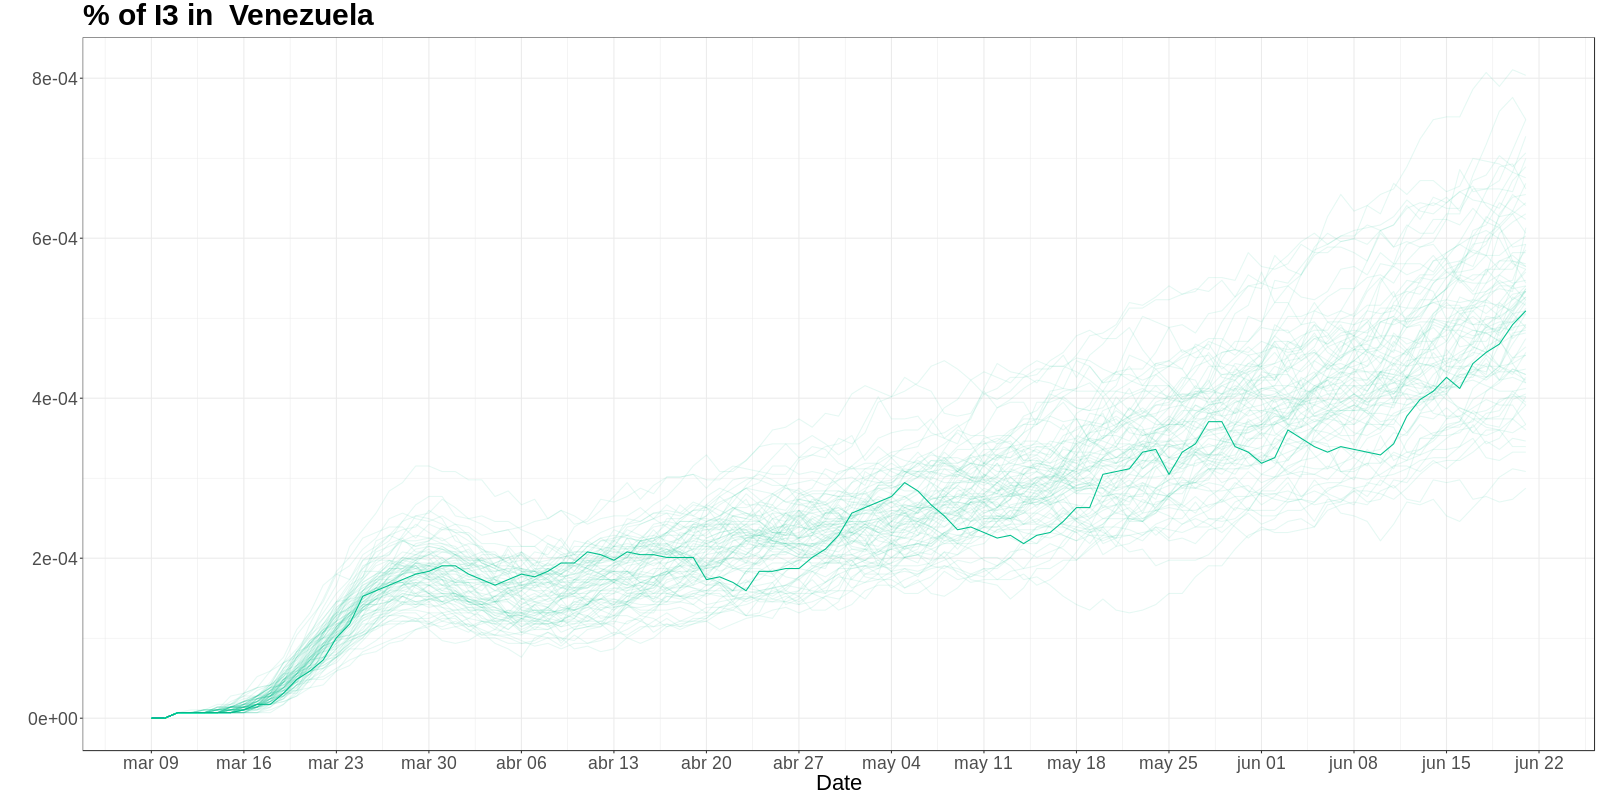 % of I3 in  Venezuela
8e-04
6e-04
4e-04
2e-04
0e+00
mar 09 mar 16 mar 23 mar 30 abr 06 abr 13 abr 20 abr 27 may 04 may 11 may 18 may 25 jun 01 jun 08 jun 15 jun 22
Date